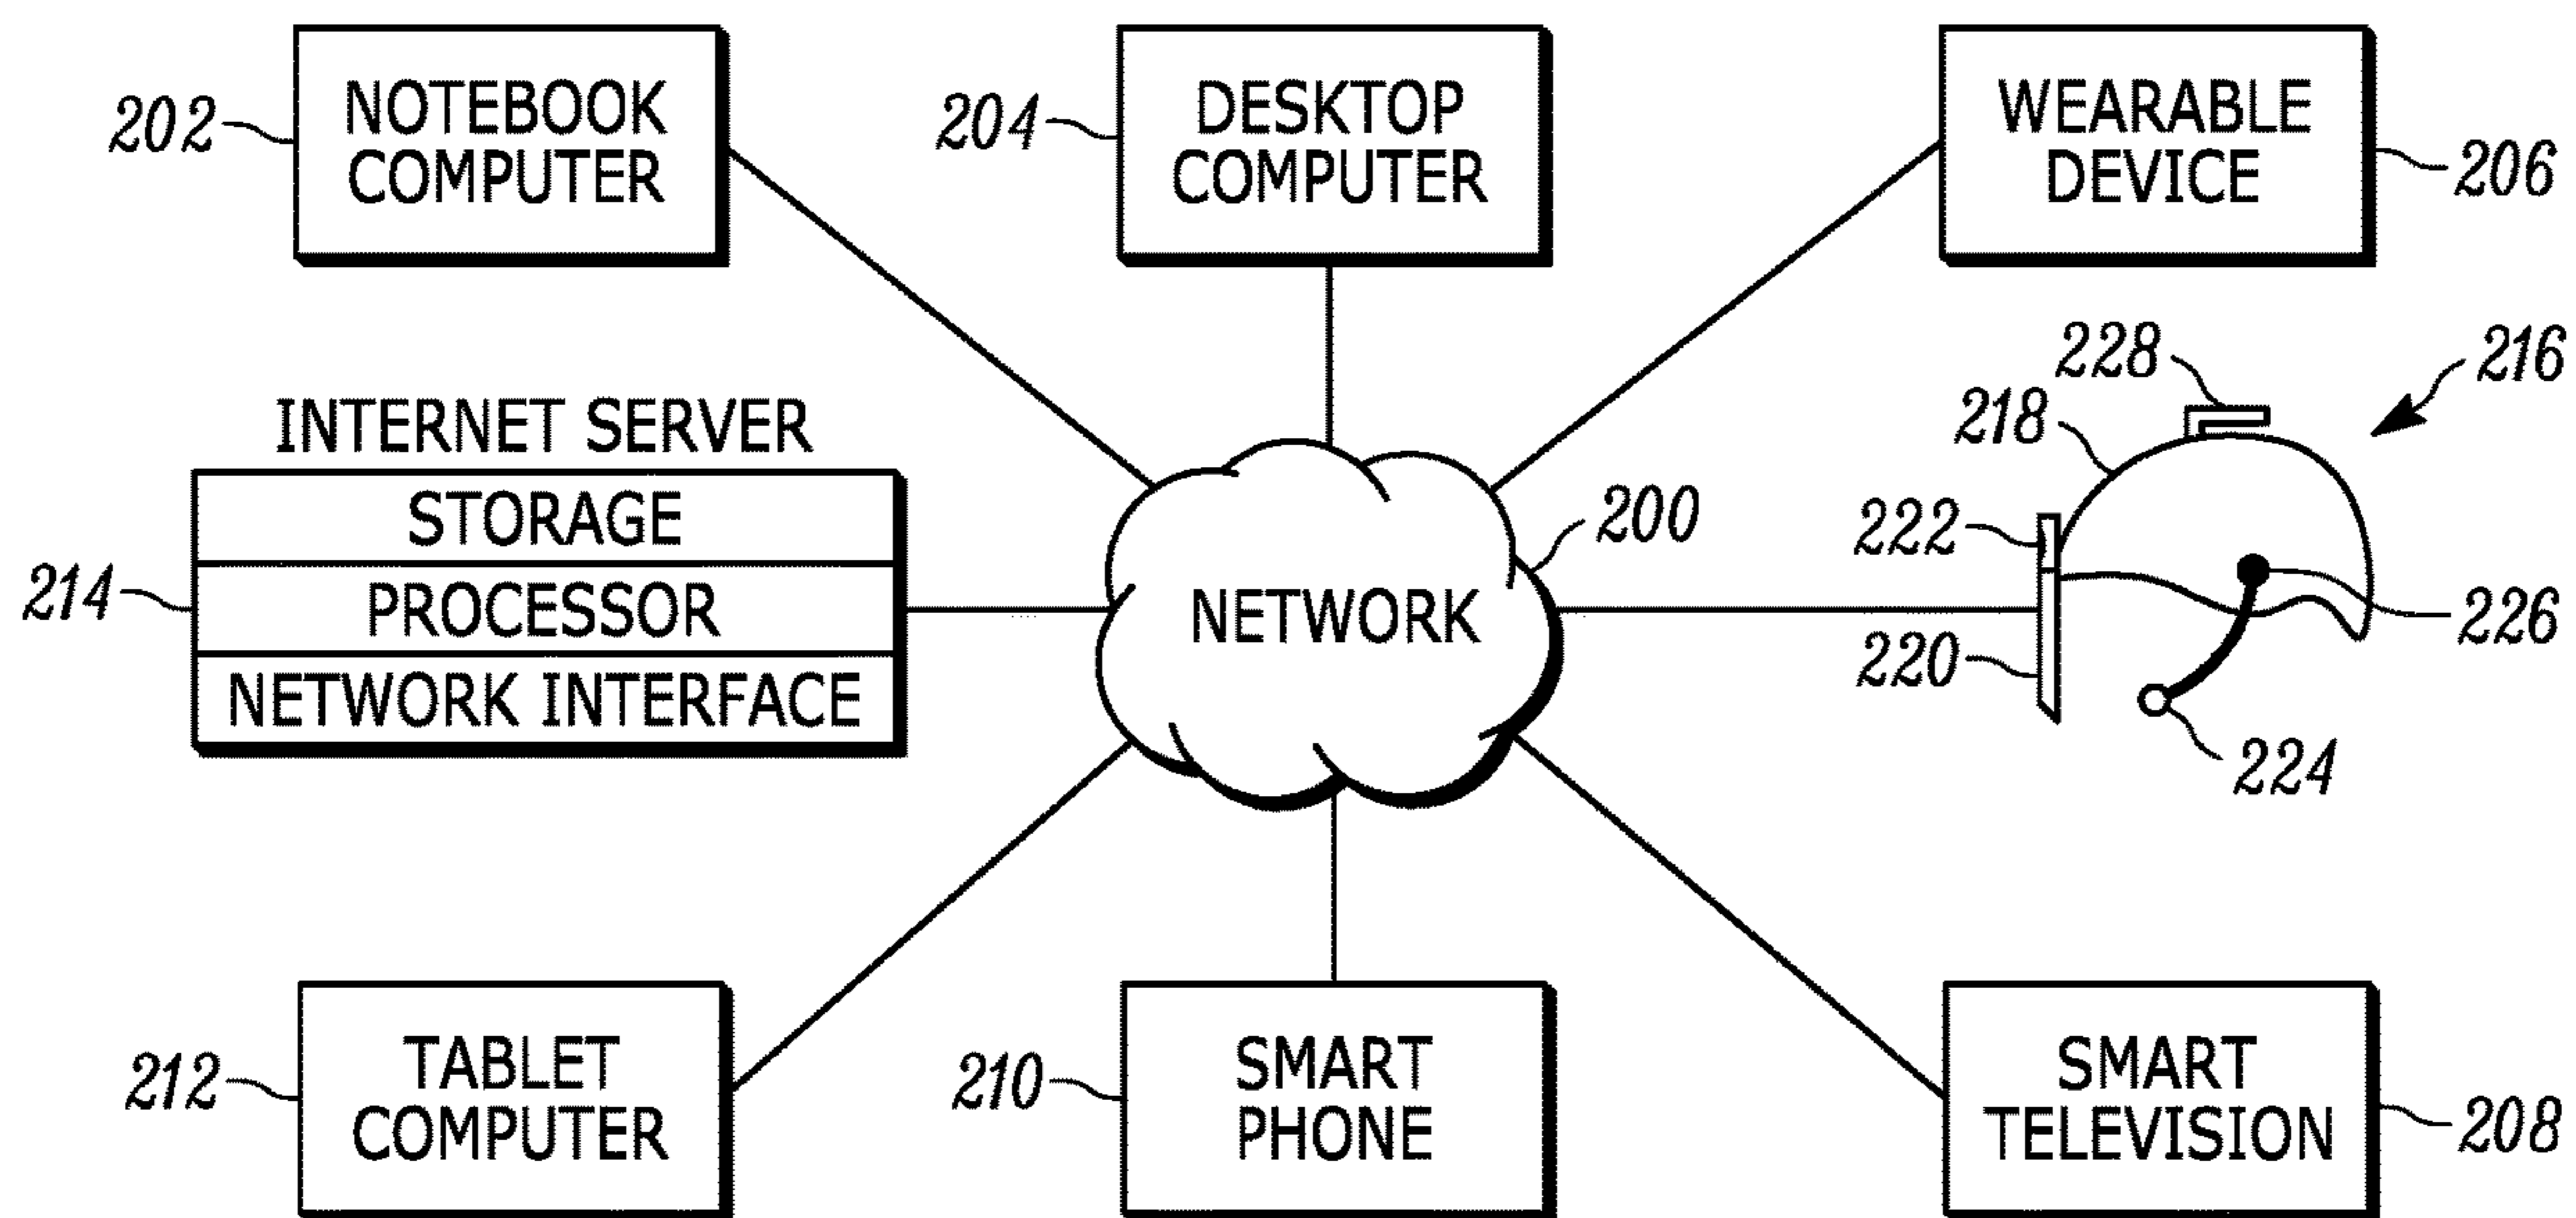 202
NOTEBOOK
COMPUTER
204
DESKTOP
COMPUTER
WEARABLE
DEVICE
206
INTERNET SERVER
214
STORAGE
PROCESSOR
NETWORK INTERFACE
NETWORK
200
228
216
218
222
226
220
224
212
TABLET
COMPUTER
210
SMART
PHONE
SMART
TELEVISION
208